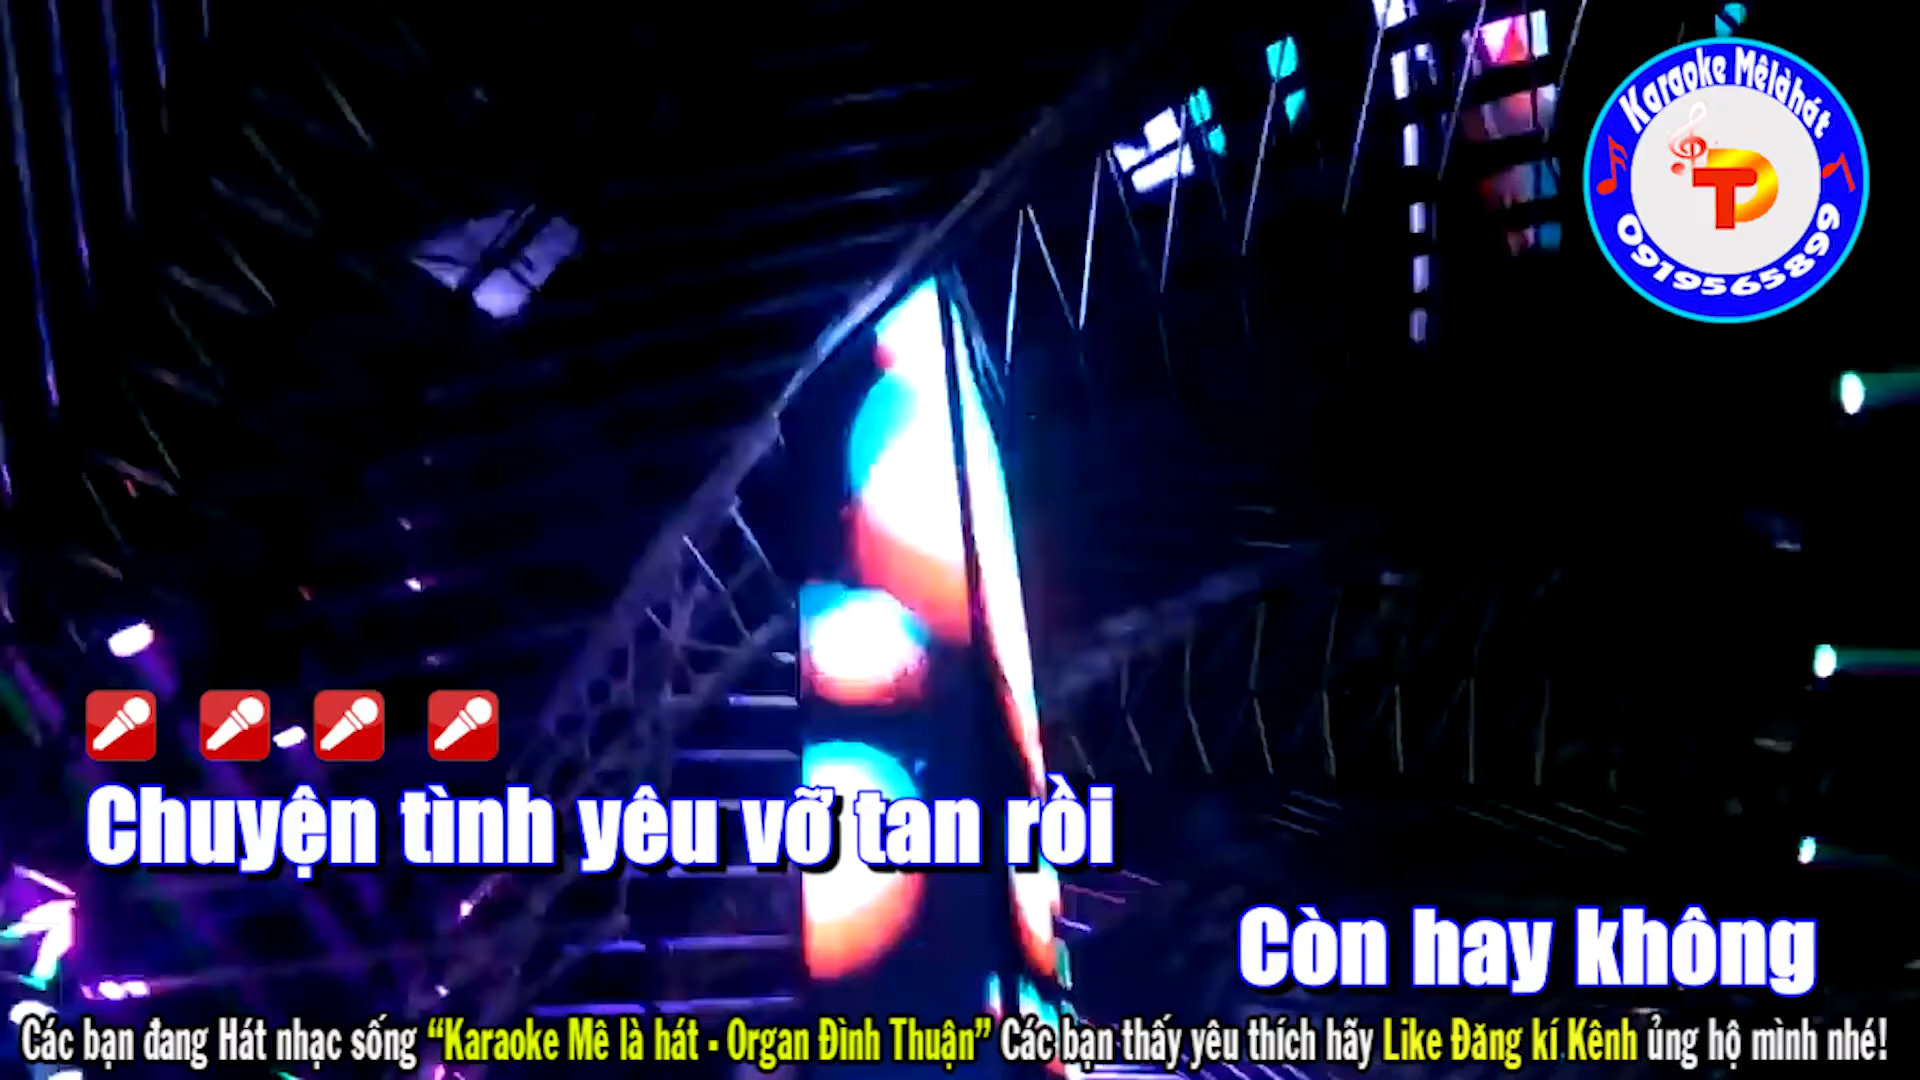 Karaoke Mêlàhát
TD
0919565899
Chuyện tình yêu vỡ tan rồi
Còn hay không
Các bạn đang Hát nhạc sống “Karaoke Mê là hát - Organ Đình Thuận” Các bạn thấy yêu thích hãy Like Đăng kí Kênh ủng hộ mình nhé!